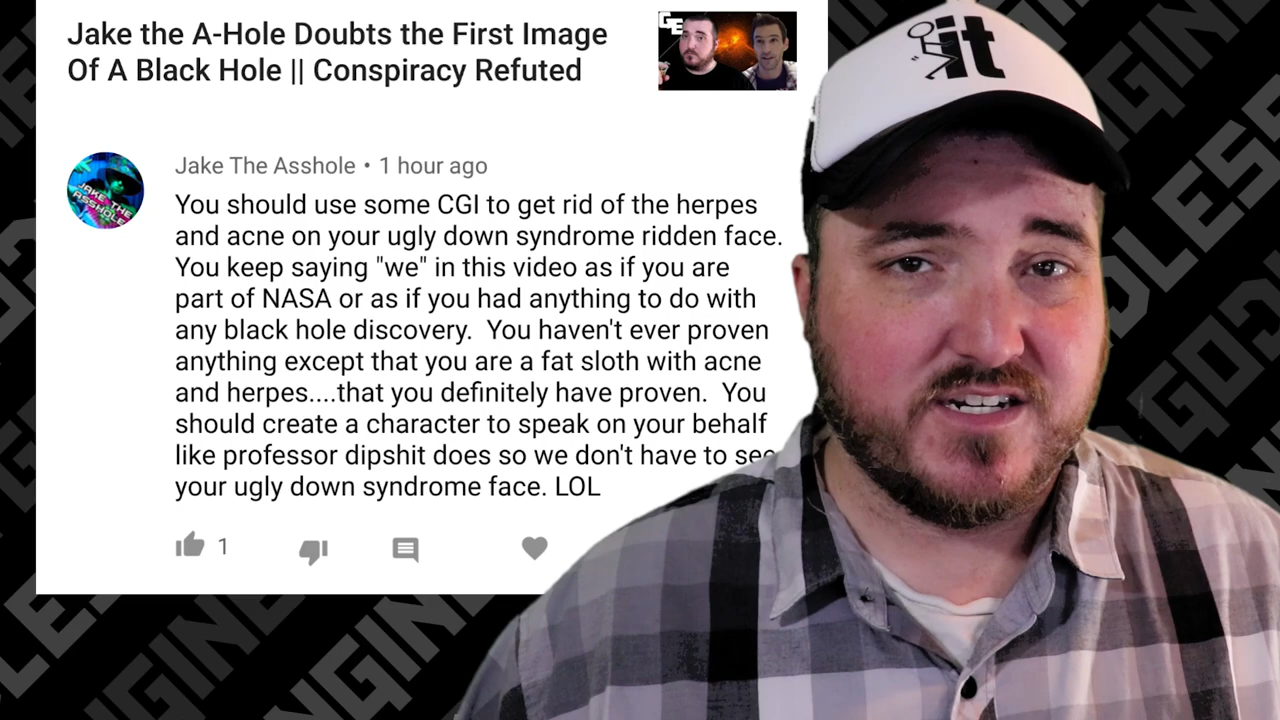 Jake the A-Hole Doubts the First Image
Of A Black Hole || Conspiracy Refuted
GE
Jake The Asshole • 1 hour ago
JAKE THE
ASSHOLE
You should use some CGI to get rid of the herpes
and acne on your ugly down syndrome ridden face.
You keep saying "we" in this video as if you are
part of NASA or as if you had anything to do with
any black hole discovery.  You haven't ever proven
anything except that you are a fat sloth with acne
and herpes....that you definitely have proven.  You
should create a character to speak on your behalf
like professor dipshit does so we don't have to see
your ugly down syndrome face. LOL
1
it